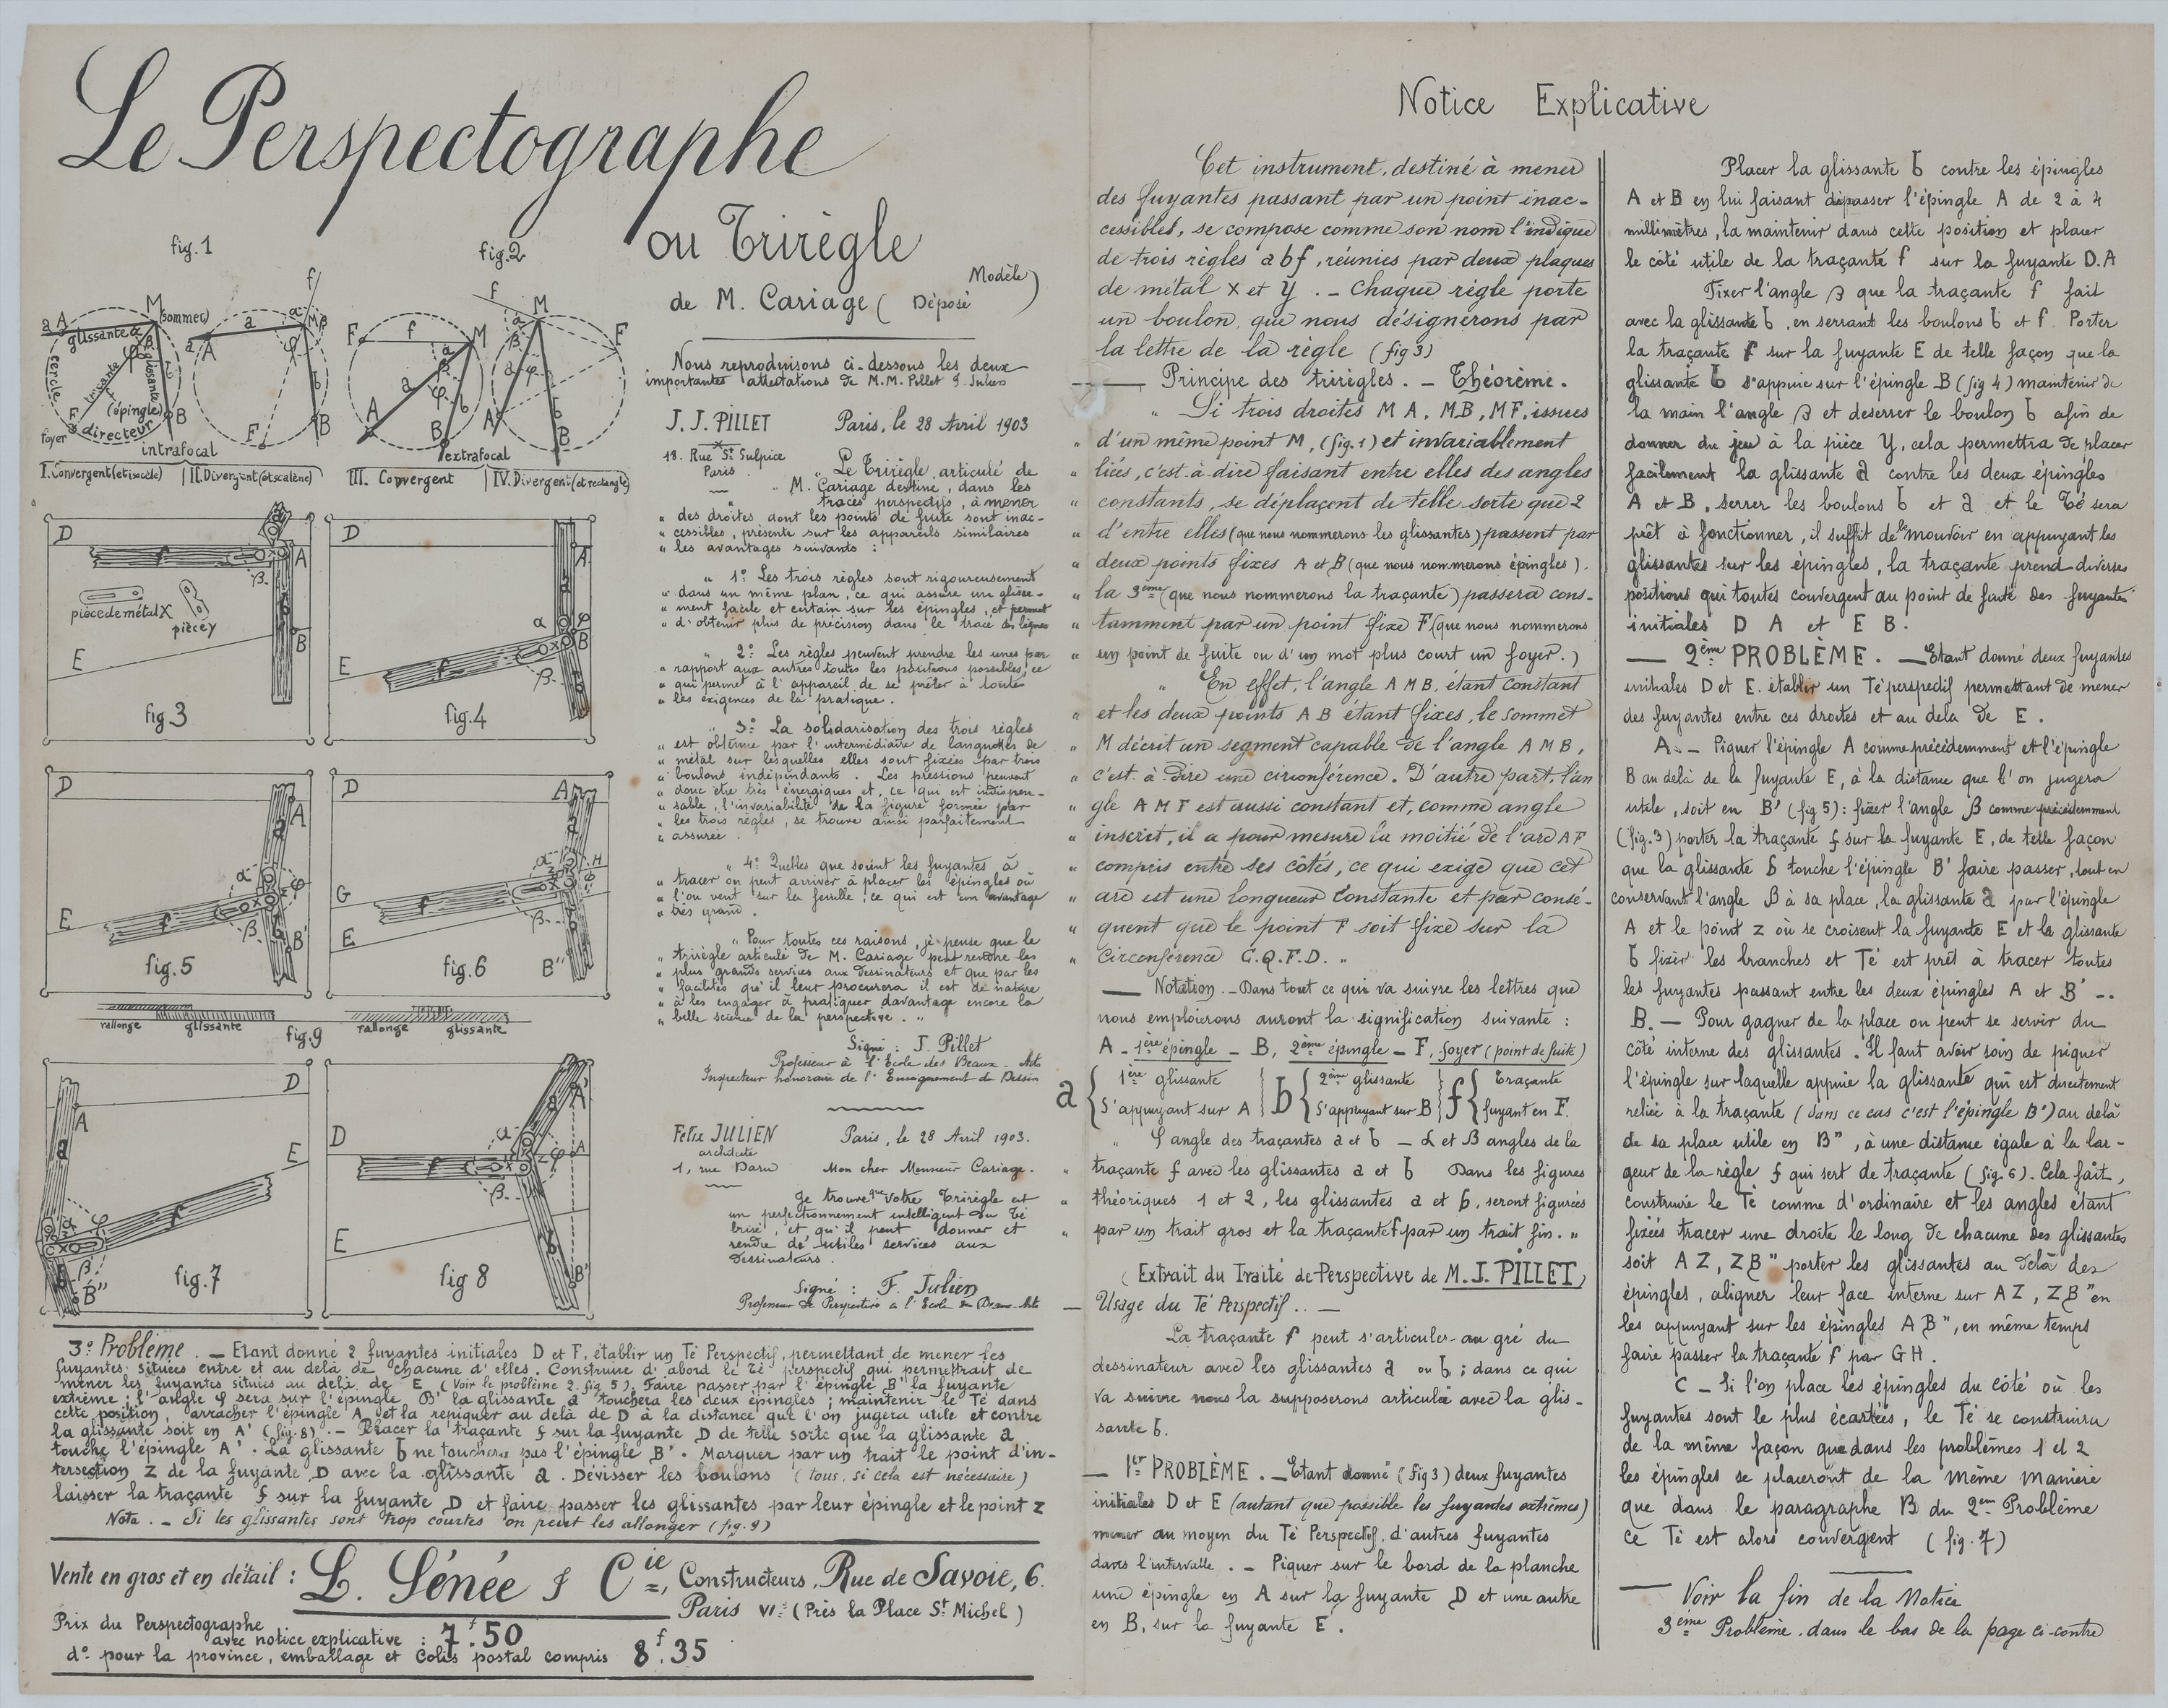 Le Perspectographe
ou Trirègle
de M. Cariage ( Modèle Déposé )
fig. 1
fig. 2
a A
M (sommet)
glissante
cercle
fuyante
glissante
F
(épingle) B
foyer
directeur
intrafocal
extrafocal
I. Convergent (et isocèle) | II. Divergent (et scalène)
III. Convergent | IV. Divergent (et rectangle)
D
pièce de métal X
pièce y
E
fig. 3
D
E
fig. 4
D
E
fig. 5
D
G
E
H
B''
fig. 6
rallonge glissante
fig. 9
rallonge glissante
D
A
E
B''
fig. 7
D
E
fig 8
Nous reproduisons ci-dessous les deux
importantes attestations de M.M. Pillet & Julien
J. J. PILLET Paris, le 28 Avril 1903
18. Rue St Sulpice
Paris
„ Le Trirègle articulé de
„ M. Cariage destiné, dans les
„ tracés perspectifs, à mener
„ des droites dont les points de fuite sont inac-
„ cessibles, présente sur les appareils similaires
„ les avantages suivants :
„ 1º Les trois règles sont rigoureusement
„ dans un même plan, ce qui assure un glisse-
„ ment facile et certain sur les épingles, et permet
„ d'obtenir plus de précision dans le tracé des lignes
„ 2º Les règles peuvent prendre les unes par
„ rapport aux autres toutes les positions possibles, ce
„ qui permet à l'appareil de se prêter à toutes
„ les exigences de la pratique.
„ 3º La solidarisation des trois règles
„ est obtenue par l'intermédiaire de languettes de
„ métal sur lesquelles elles sont fixées par trois
„ boulons indépendants. Les pressions peuvent
„ donc être très énergiques et, ce qui est indispen-
„ sable, l'invariabilité de la figure formée par
„ les trois règles, se trouve ainsi parfaitement
„ assurée.
„ 4º Quelles que soient les fuyantes à
„ tracer on peut arriver à placer les épingles où
„ l'on veut sur la feuille ; ce qui est un avantage
„ très grand.
„ Pour toutes ces raisons, je pense que le
„ trirègle articulé de M. Cariage peut rendre les
„ plus grands services aux Dessinateurs et que par les
„ facilités qu'il leur procurera il est de nature
„ à les engager à pratiquer davantage encore la
„ belle science de la perspective. „
Signé : J. Pillet
Professeur à l'Ecole des Beaux-Arts
Inspecteur honoraire de l'Enseignement du Dessin
Félix JULIEN Paris, le 28 Avril 1903.
architecte
1, rue Daru Mon cher Monsieur Cariage.
Je trouve que votre Trirègle est
un perfectionnement intelligent du Té
brisé, et qu'il peut donner et
rendre de utiles services aux
Dessinateurs.
Signé : F. Julien
Professeur de Perspective à l'Ecole des Beaux-Arts
3º Problème. — Etant donné 2 fuyantes initiales D et F, établir un Té Perspectif, permettant de mener les
fuyantes situées entre et au delà de chacune d'elles. Construire d'abord le Té perspectif qui permettrait de
mener les fuyantes situées au delà de E, (Voir le problème 2. fig 5). Faire passer par l'épingle B' la fuyante
extrême ; l'angle φ sera sur l'épingle B' la glissante a touchera les deux épingles ; maintenir le Té dans
cette position, arracher l'épingle A et la repiquer au delà de D à la distance que l'on jugera utile et contre
la glissante soit en A' (fig. 8). — Placer la traçante f sur la fuyante D de telle sorte que la glissante a
touche l'épingle A'. La glissante b ne touchera pas l'épingle B'. Marquer par un trait le point d'in-
tersection Z de la fuyante D avec la glissante a. Dévisser les boulons (tous, si cela est nécessaire)
laisser la traçante f sur la fuyante D et faire passer les glissantes par leur épingle et le point z
Nota. — Si les glissantes sont trop courtes on peut les allonger (fig. 9)
Vente en gros et en détail : L. Sénée & Cie, Constructeurs, Rue de Savoie, 6.
Paris VIe (Près la Place St Michel)
Prix du Perspectographe
avec notice explicative : 7f.50
dº pour la province, emballage et Colis postal compris 8f.35
Notice Explicative
Cet instrument, destiné à mener
des fuyantes passant par un point inac-
cessibles, se compose comme son nom l'indique
de trois règles a b f, réunies par deux plaques
de métal X et Y. — Chaque règle porte
un boulon, que nous désignerons par
la lettre de la règle (fig 3)
— Principe des trirègles. — Théorème.
„ Si trois droites M A, M B, M F, issues
„ d'un même point M, (fig. 1) et invariablement
„ liées, c'est à dire faisant entre elles des angles
„ constants, se déplaçent de telle sorte que 2
„ d'entre elles (que nous nommerons les glissantes) passent par
„ deux points fixes A et B (que nous nommerons épingles).
„ la 3ème (que nous nommerons la traçante) passera cons-
„ tamment par un point fixe F (que nous nommerons
„ un point de fuite ou d'un mot plus court un foyer.)
„ En effet, l'angle A M B, étant constant
„ et les deux points A B étant fixes, le sommet
„ M décrit un segment capable de l'angle A M B,
„ c'est à dire une circonférence. D'autre part, l'an
„ gle A M F est aussi constant et, comme angle
„ inscrit, il a pour mesure la moitié de l'arc A F
„ compris entre ses côtés, ce qui exige que cet
„ arc est une longueur constante et par consé-
„ quent que le point F soit fixe sur la
„ Circonférence C.Q.F.D. „
— Notation. — Dans tout ce qui va suivre les lettres que
nous emploierons auront la signification suivante :
A — 1ère épingle — B, 2ème épingle — F, foyer (point de fuite)
a { 1ère glissante s'appuyant sur A } b { 2ème glissante s'appuyant sur B } f { Traçante fuyant en F.
„ φ angle des traçantes a et b — α et β angles de la
„ traçante f avec les glissantes a et b Dans les figures
„ théoriques 1 et 2, les glissantes a et b, seront figurées
„ par un trait gros et la traçante f par un trait fin. „
( Extrait du Traité de Perspective de M. J. PILLET )
— Usage du Té Perspectif. . —
La traçante f peut s'articuler au gré du
dessinateur avec les glissantes a ou b ; dans ce qui
va suivre nous la supposerons articulée avec la glis-
sante b.
— 1er PROBLÈME. — Etant donné (fig 3) deux fuyantes
initiales D et E (autant que possible les fuyantes extrêmes)
mener au moyen du Té Perspectif, d'autres fuyantes
dans l'intervalle. — Piquer sur le bord de la planche
une épingle en A sur la fuyante D et une autre
en B, sur la fuyante E.
Placer la glissante b contre les épingles
A et B en lui faisant dépasser l'épingle A de 2 à 4
millimètres, la maintenir dans cette position et placer
le côté utile de la traçante f sur la fuyante D.A
Fixer l'angle β que la traçante f fait
avec la glissante b, en serrant les boulons b et f. Porter
la traçante f sur la fuyante E de telle façon que la
glissante b s'appuie sur l'épingle B (fig 4) maintenir de
la main l'angle β et desserer le boulon b afin de
donner du jeu à la pièce Y, cela permettra de placer
facilement la glissante a contre les deux épingles
A et B, serrer les boulons b et a et le Té sera
prêt à fonctionner, il suffit de le mouvoir en appuyant les
glissantes sur les épingles, la traçante prend diverses
positions qui toutes convergent au point de fuite des fuyantes
initiales D A et E B.
— 2ème PROBLÈME. — Etant donné deux fuyantes
initiales D et E. établir un Té perspectif permettant de mener
des fuyantes entre ces droites et au delà de E.
A. — Piquer l'épingle A comme précédemment et l'épingle
B au delà de la fuyante E, à la distance que l'on jugera
utile, soit en B' (fig 5) : fixer l'angle β comme précédemment
(fig. 3) porter la traçante f sur la fuyante E, de telle façon
que la glissante b touche l'épingle B' faire passer, tout en
conservant l'angle β à sa place, la glissante a par l'épingle
A et le point z où se croisent la fuyante E et la glissante
b fixer les branches et Té est prêt à tracer toutes
les fuyantes passant entre les deux épingles A et B' —.
B. — Pour gagner de la place on peut se servir du
côté interne des glissantes. Il faut avoir soin de piquer
l'épingle sur laquelle appuie la glissante qui est directement
reliée à la traçante (dans ce cas c'est l'épingle B') au delà
de sa place utile en B'', à une distance égale à la lar-
geur de la règle f qui sert de traçante (fig. 6). Cela fait,
construire le Té comme d'ordinaire et les angles étant
fixés tracer une droite le long de chacune des glissantes
soit A Z, Z B'' porter les glissantes au delà des
épingles, aligner leur face interne sur A Z, Z B'' en
les appuyant sur les épingles A B'', en même temps
faire passer la traçante f par G H.
C — Si l'on place les épingles du côté où les
fuyantes sont le plus écartées, le Té se construira
de la même façon que dans les problèmes 1 et 2
les épingles se placeront de la même manière
que dans le paragraphe B du 2ème Problème
ce Té est alors convergent (fig. 7)
— Voir la fin de la Notice
3ème Problème. dans le bas de la page ci-contre